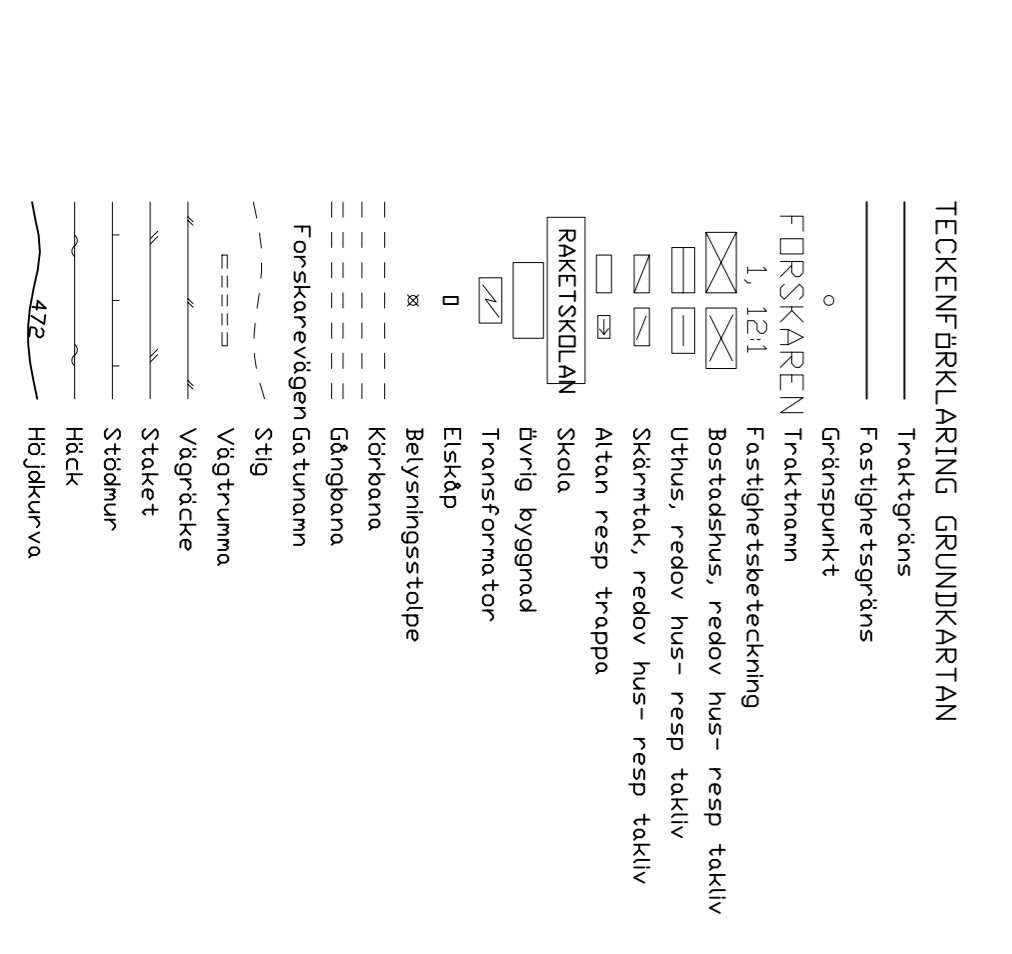 TECKENFÖRKLARING GRUNDKARTAN
Traktgräns
Fastighetsgräns
Gränspunkt
FORSKAREN Traktnamn
1, 12:1 Fastighetsbeteckning
Bostadshus, redov hus- resp takliv
Uthus, redov hus- resp takliv
Skärmtak, redov hus- resp takliv
Altan resp trappa
RAKETSKOLAN Skola
Övrig byggnad
Transformator
Elskåp
Belysningsstolpe
Körbana
Gångbana
Forskarevägen Gatunamn
Stig
Vägtrumma
Vägräcke
Staket
Stödmur
Häck
472 Höjdkurva